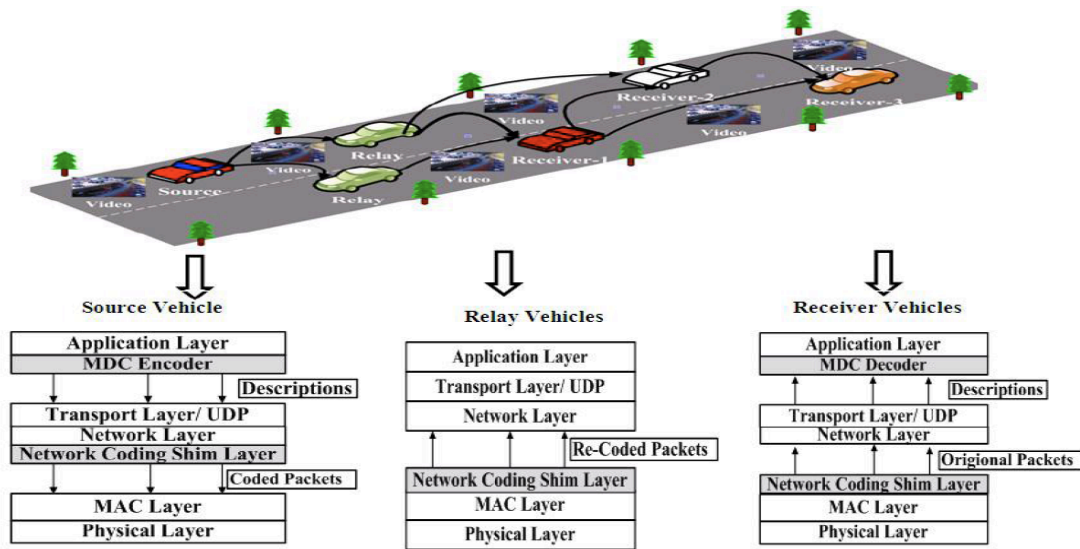 Video
Receiver-2
Video
Receiver-3
Video
Relay
Receiver-1
Video
Video
Source
Video
Relay
Video
Source Vehicle
Application Layer
MDC Encoder
Descriptions
Transport Layer/ UDP
Network Layer
Network Coding Shim Layer
Coded Packets
MAC Layer
Physical Layer
Relay Vehicles
Application Layer
Transport Layer/ UDP
Network Layer
Re-Coded Packets
Network Coding Shim Layer
MAC Layer
Physical Layer
Receiver Vehicles
Application Layer
MDC Decoder
Descriptions
Transport Layer/ UDP
Network Layer
Origional Packets
Network Coding Shim Layer
MAC Layer
Physical Layer